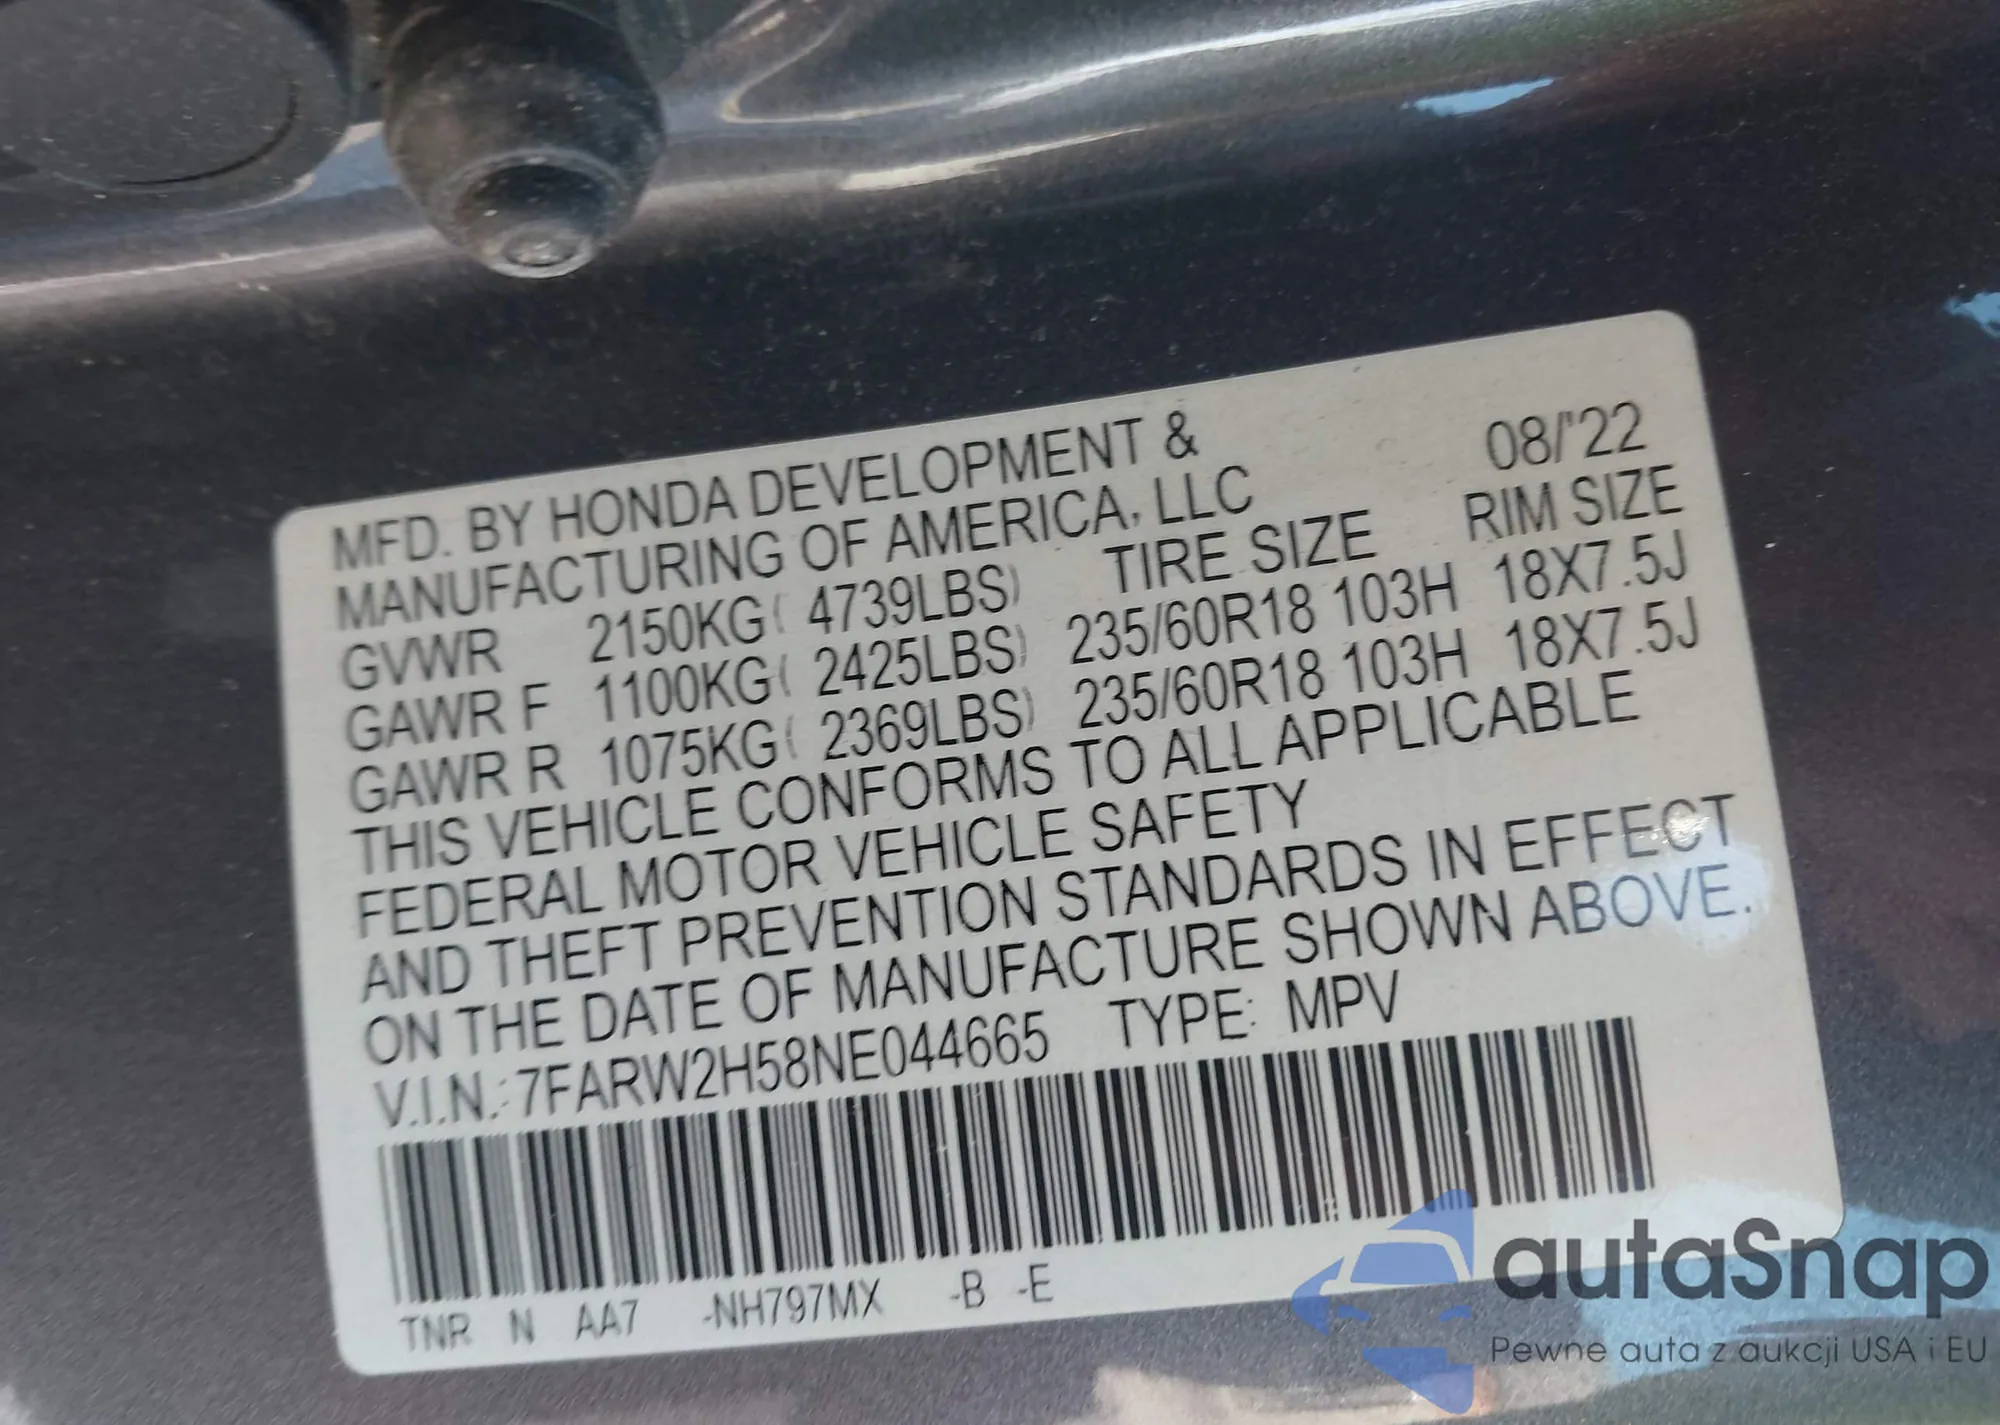 MFD. BY HONDA DEVELOPMENT & 08/'22
MANUFACTURING OF AMERICA, LLC
TIRE SIZE RIM SIZE
GVWR 2150KG( 4739LBS)
GAWR F 1100KG( 2425LBS) 235/60R18 103H 18X7.5J
GAWR R 1075KG( 2369LBS) 235/60R18 103H 18X7.5J
THIS VEHICLE CONFORMS TO ALL APPLICABLE
FEDERAL MOTOR VEHICLE SAFETY
AND THEFT PREVENTION STANDARDS IN EFFECT
ON THE DATE OF MANUFACTURE SHOWN ABOVE.
V.I.N.: 7FARW2H58NE044665 TYPE: MPV
TNR N AA7 -NH797MX -B -E
autaSnap
Pewne auta z aukcji USA i EU